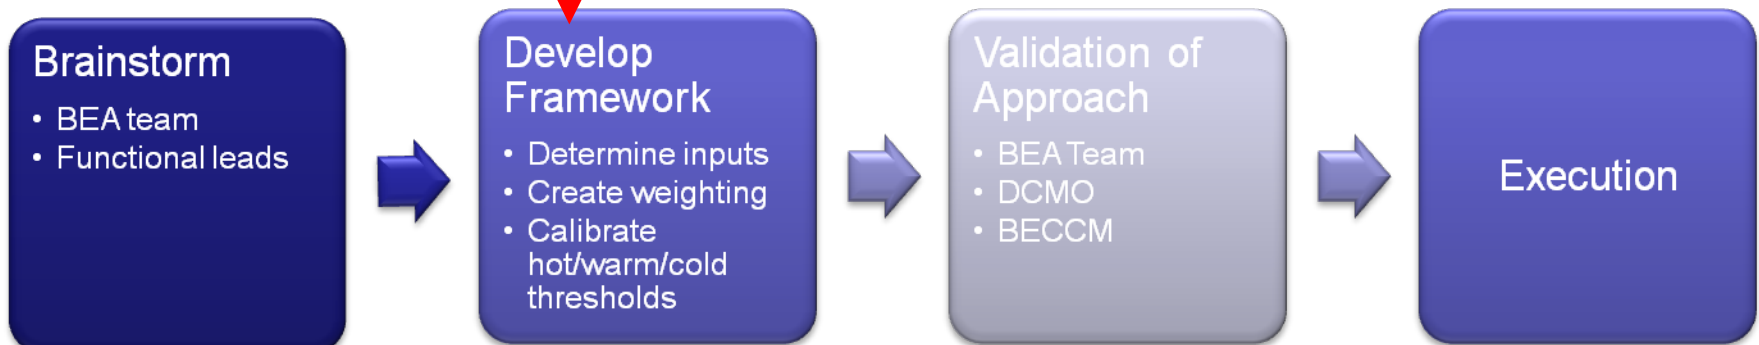 Brainstorm
• BEA team
• Functional leads
Develop
Framework
• Determine inputs
• Create weighting
• Calibrate
hot/warm/cold
thresholds
Validation of
Approach
• BEA Team
• DCMO
• BECCM
Execution